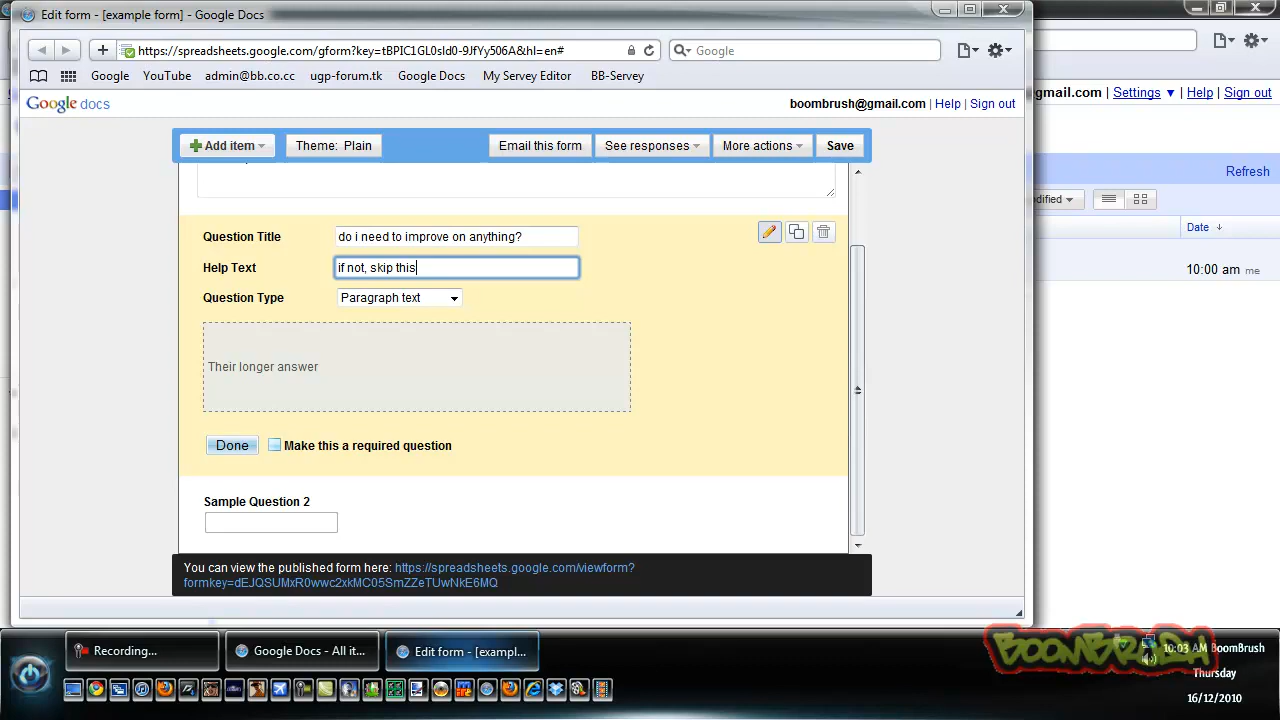 Edit form - [example form] - Google Docs
https://spreadsheets.google.com/gform?key=tBPIC1GL0sld0-9JfYy506A&hl=en#
Google
Google YouTube admin@bb.co.cc ugp-forum.tk Google Docs My Servey Editor BB-Servey
Google docs
boombrush@gmail.com | Help | Sign out
gmail.com | Settings ▼ | Help | Sign out
Add item Theme: Plain Email this form See responses More actions Save
Refresh
dified
Date
10:00 am me
Question Title do i need to improve on anything?
Help Text if not, skip this
Question Type Paragraph text
Their longer answer
Done Make this a required question
Sample Question 2
You can view the published form here: https://spreadsheets.google.com/viewform?
formkey=dEJQSUMxR0wwc2xkMC05SmZZeTUwNkE6MQ
Recording... Google Docs - All it... Edit form - [exampl...
BOOMBRUSH
10:03 AM BoomBrush
Thursday
16/12/2010